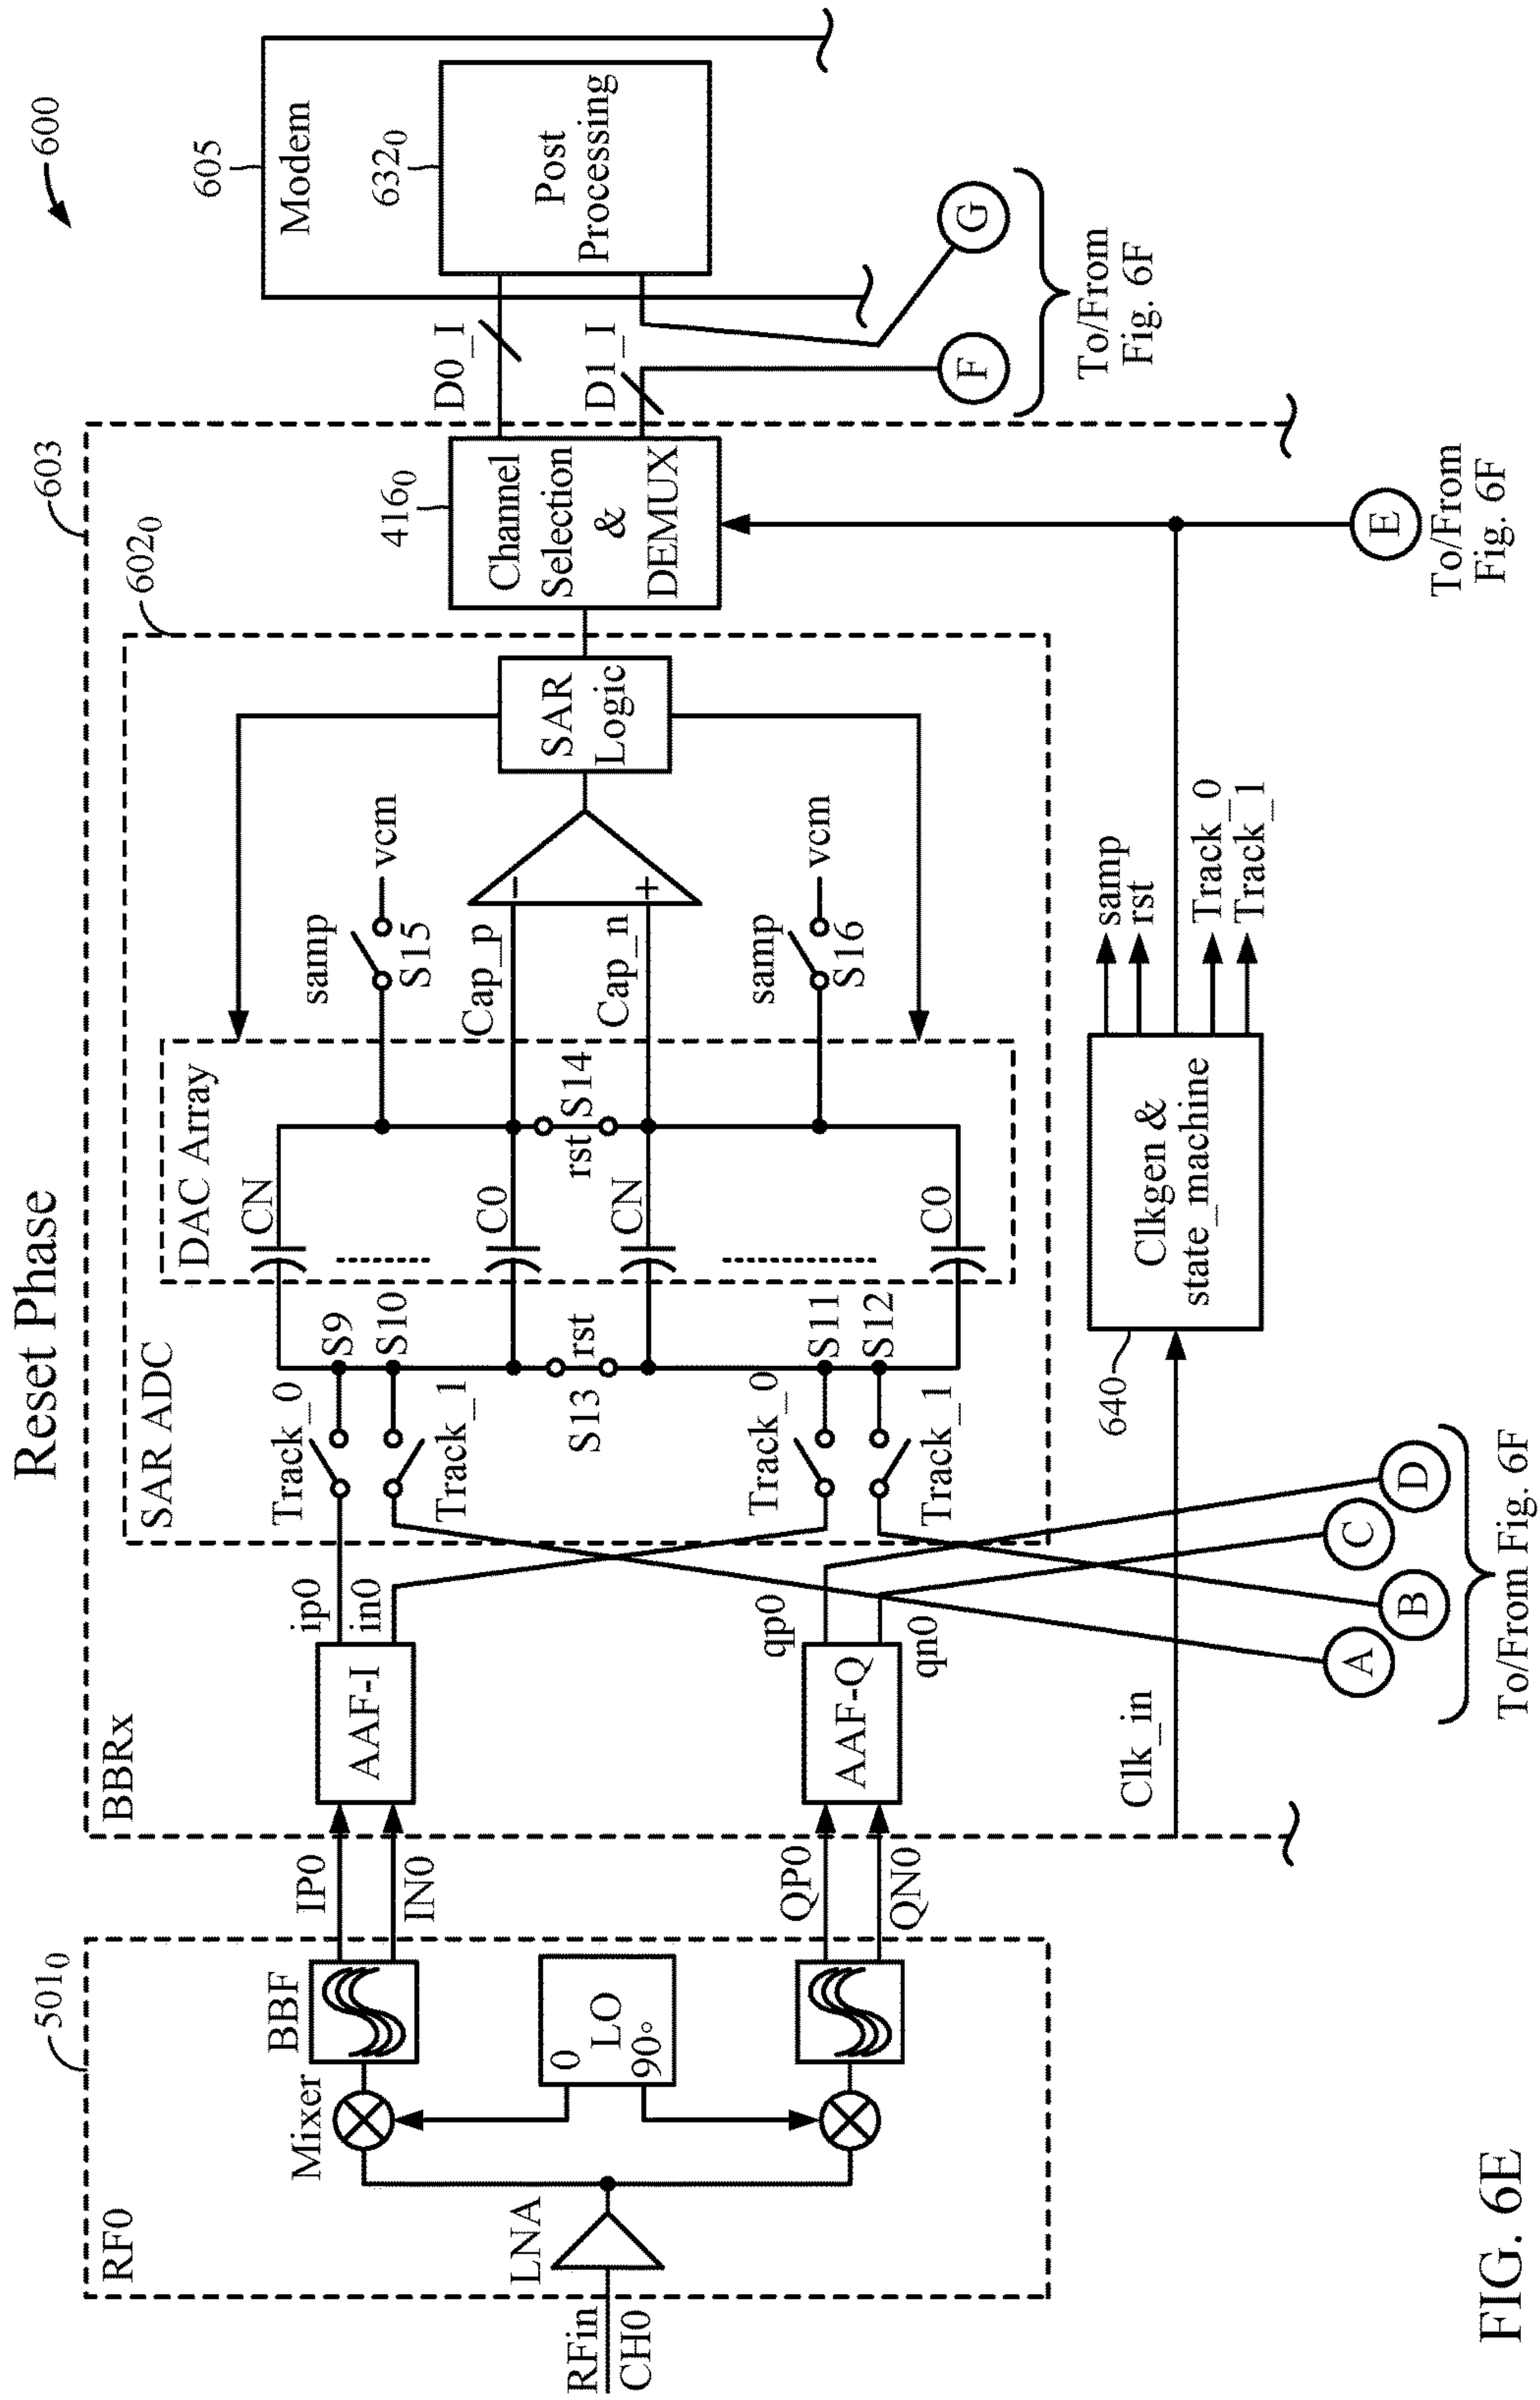 Reset Phase
600
RF0
501₀
RFin
CH0
LNA
Mixer
BBF
0
LO
90°
IP0
IN0
QP0
QN0
BBRx
603
AAF-I
AAF-Q
ip0
in0
qp0
qn0
SAR ADC
602₀
Track_0
S9
S10
Track_1
S13
rst
Track_0
S11
S12
Track_1
DAC Array
CN
C0
CN
C0
rst
S14
samp
S15
vcm
Cap_p
Cap_n
−
+
samp
S16
vcm
SAR
Logic
416₀
Channel
Selection
&
DEMUX
D0_I
D1_I
605
Modem
632₀
Post
Processing
F
G
To/From
Fig. 6F
Clk_in
640
Clkgen &
state_machine
samp
rst
Track_0
Track_1
E
To/From
Fig. 6F
A
B
C
D
To/From Fig. 6F
FIG. 6E